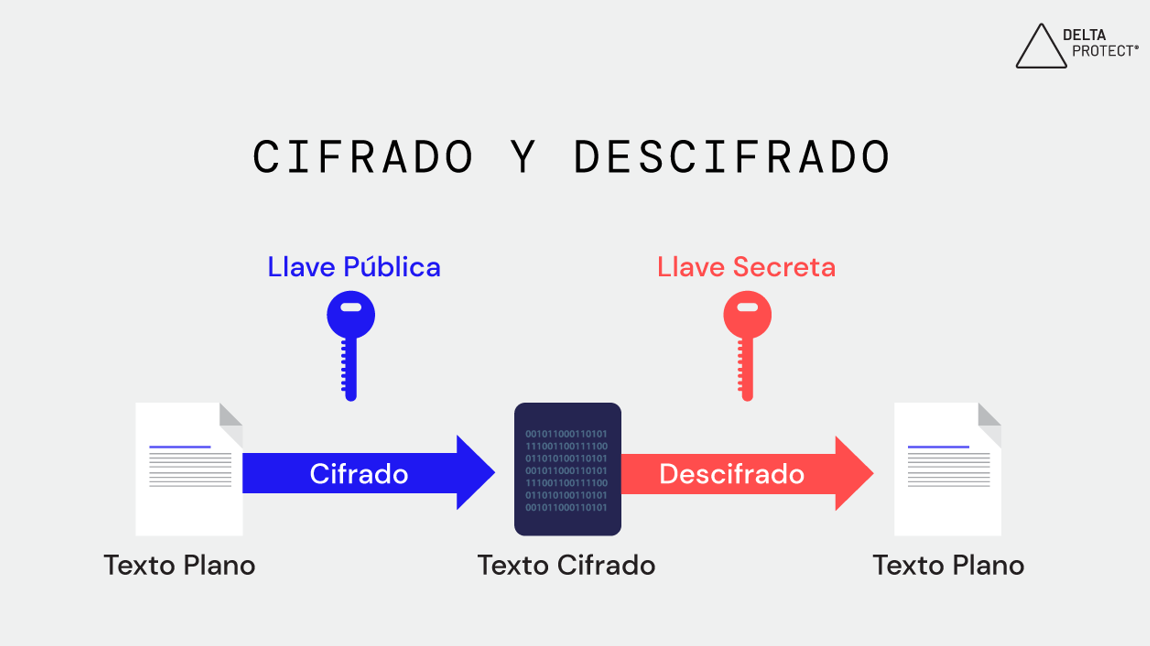 DELTA
PROTECT®
CIFRADO Y DESCIFRADO
Llave Pública
Llave Secreta
001011000110101
111001100111100
011010100110101
001011000110101
111001100111100
011010100110101
001011000110101
Cifrado
Descifrado
Texto Plano
Texto Cifrado
Texto Plano